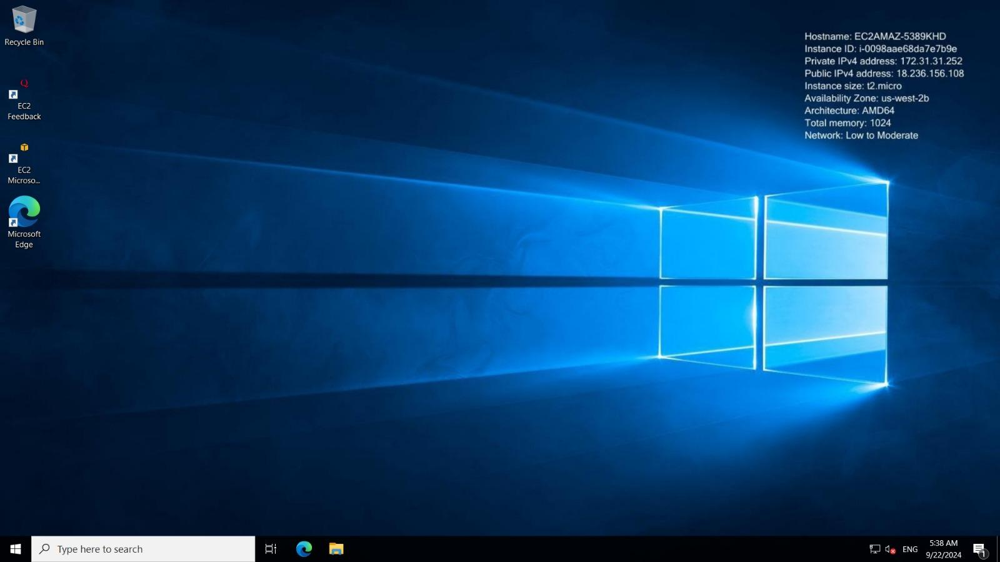 Recycle Bin
EC2
Feedback
EC2
Microso...
Microsoft
Edge
Hostname: EC2AMAZ-5389KHD
Instance ID: i-0098aae68da7e7b9e
Private IPv4 address: 172.31.31.252
Public IPv4 address: 18.236.156.108
Instance size: t2.micro
Availability Zone: us-west-2b
Architecture: AMD64
Total memory: 1024
Network: Low to Moderate
Type here to search
ENG
5:38 AM
9/22/2024
1